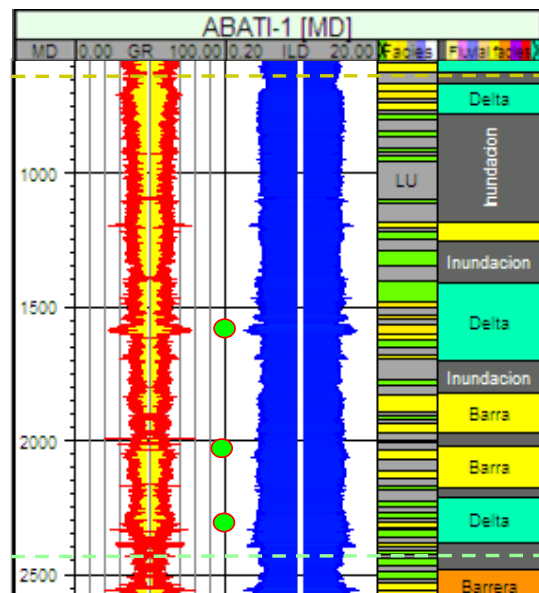 ABATI-1 [MD]
MD 0.00 GR 100.00 0.20 ILD 20.00 Facies Fluvial facies
Delta
Inundacion
1000
LU
Inundacion
1500
Delta
Inundacion
Barra
2000
Barra
Delta
2500
Barrera